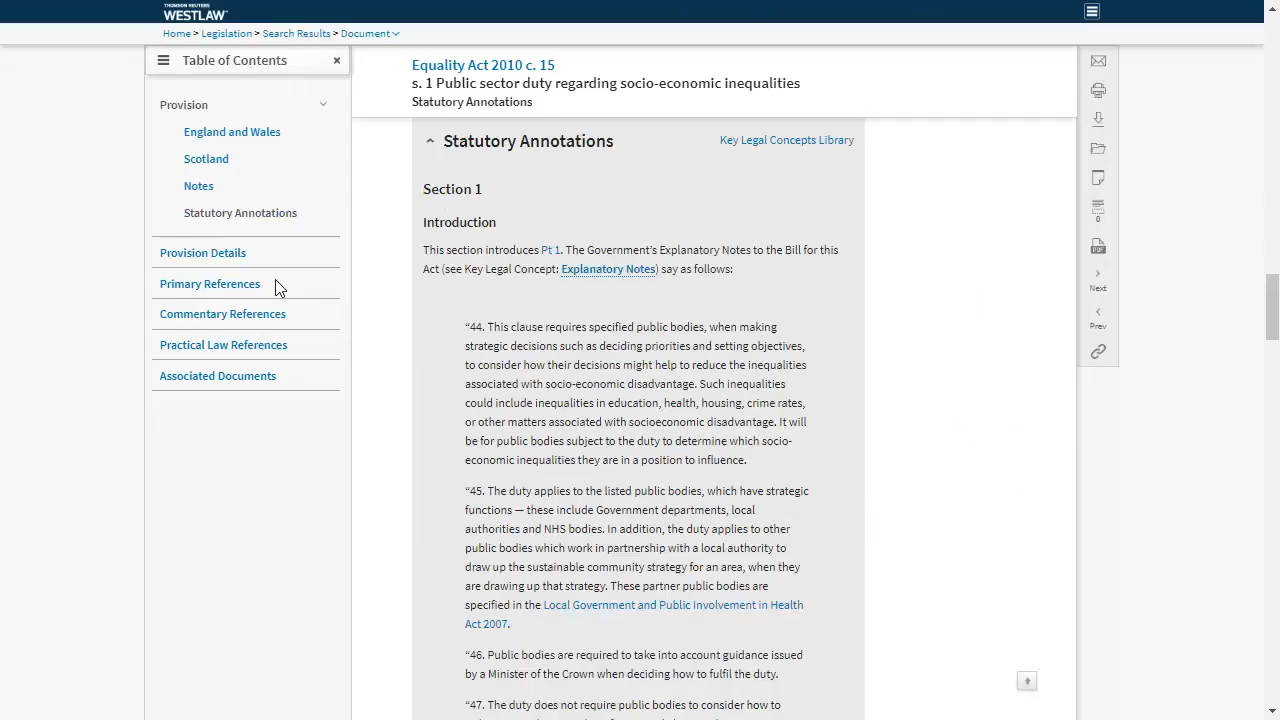 THOMSON REUTERS
WESTLAW
Home > Legislation > Search Results > Document
Table of Contents
×
Provision
England and Wales
Scotland
Notes
Statutory Annotations
Provision Details
Primary References
Commentary References
Practical Law References
Associated Documents
Equality Act 2010 c. 15
s. 1 Public sector duty regarding socio-economic inequalities
Statutory Annotations
Statutory Annotations
Key Legal Concepts Library
Section 1
Introduction
This section introduces Pt 1. The Government's Explanatory Notes to the Bill for this
Act (see Key Legal Concept: Explanatory Notes) say as follows:
“44. This clause requires specified public bodies, when making
strategic decisions such as deciding priorities and setting objectives,
to consider how their decisions might help to reduce the inequalities
associated with socio-economic disadvantage. Such inequalities
could include inequalities in education, health, housing, crime rates,
or other matters associated with socioeconomic disadvantage. It will
be for public bodies subject to the duty to determine which socio-
economic inequalities they are in a position to influence.
“45. The duty applies to the listed public bodies, which have strategic
functions — these include Government departments, local
authorities and NHS bodies. In addition, the duty applies to other
public bodies which work in partnership with a local authority to
draw up the sustainable community strategy for an area, when they
are drawing up that strategy. These partner public bodies are
specified in the Local Government and Public Involvement in Health
Act 2007.
“46. Public bodies are required to take into account guidance issued
by a Minister of the Crown when deciding how to fulfil the duty.
“47. The duty does not require public bodies to consider how to
0
Next
Prev